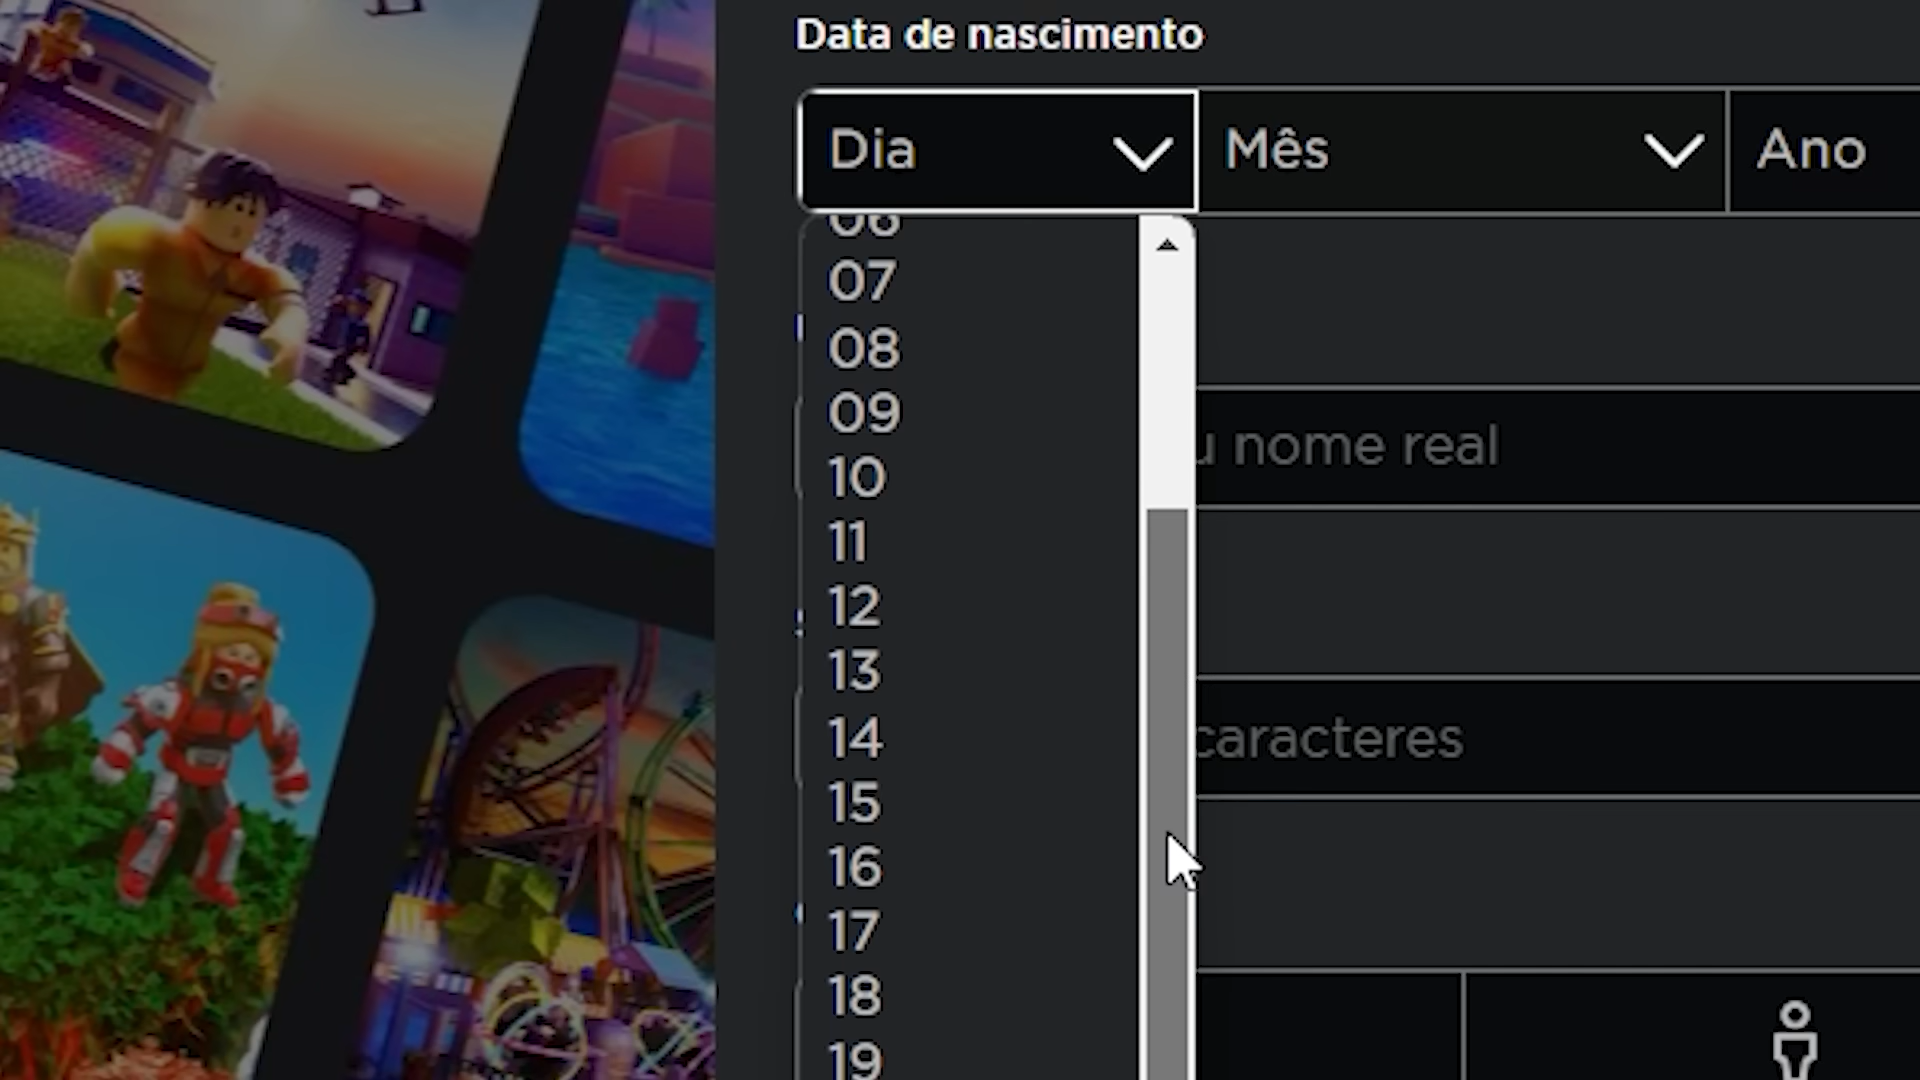 Data de nascimento
Dia
Mês
Ano
06
07
08
09
10
11
12
13
14
15
16
17
18
19
nome real
caracteres